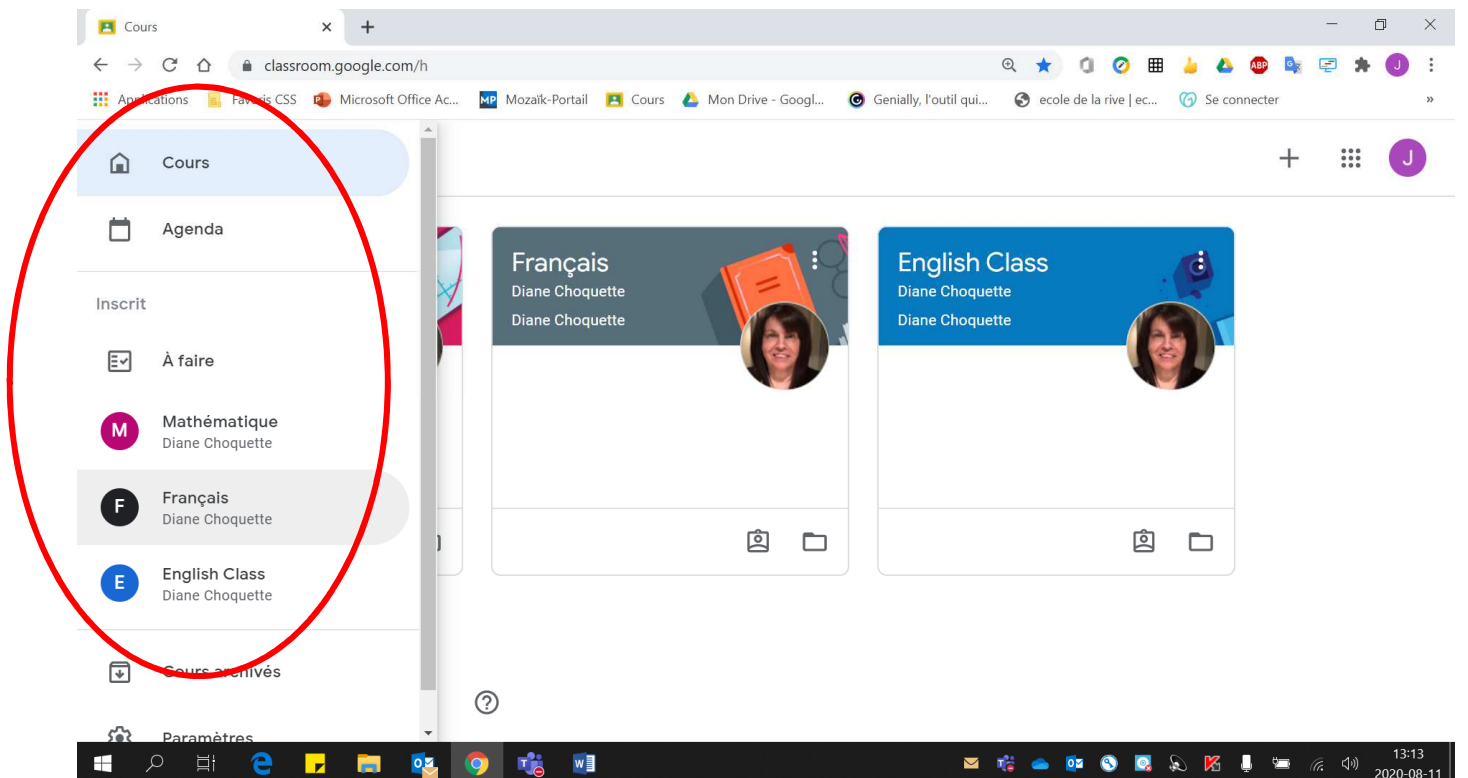 Cours
classroom.google.com/h
ABP
J
Applications Favoris CSS Microsoft Office Ac... MP Mozaïk-Portail Cours Mon Drive - Googl... Genially, l'outil qui... ecole de la rive | ec... Se connecter »
Cours
J
Agenda
Inscrit
À faire
M Mathématique
Diane Choquette
F Français
Diane Choquette
E English Class
Diane Choquette
Cours archivés
Paramètres
Français
Diane Choquette
Diane Choquette
English Class
Diane Choquette
Diane Choquette
13:13
2020-08-11